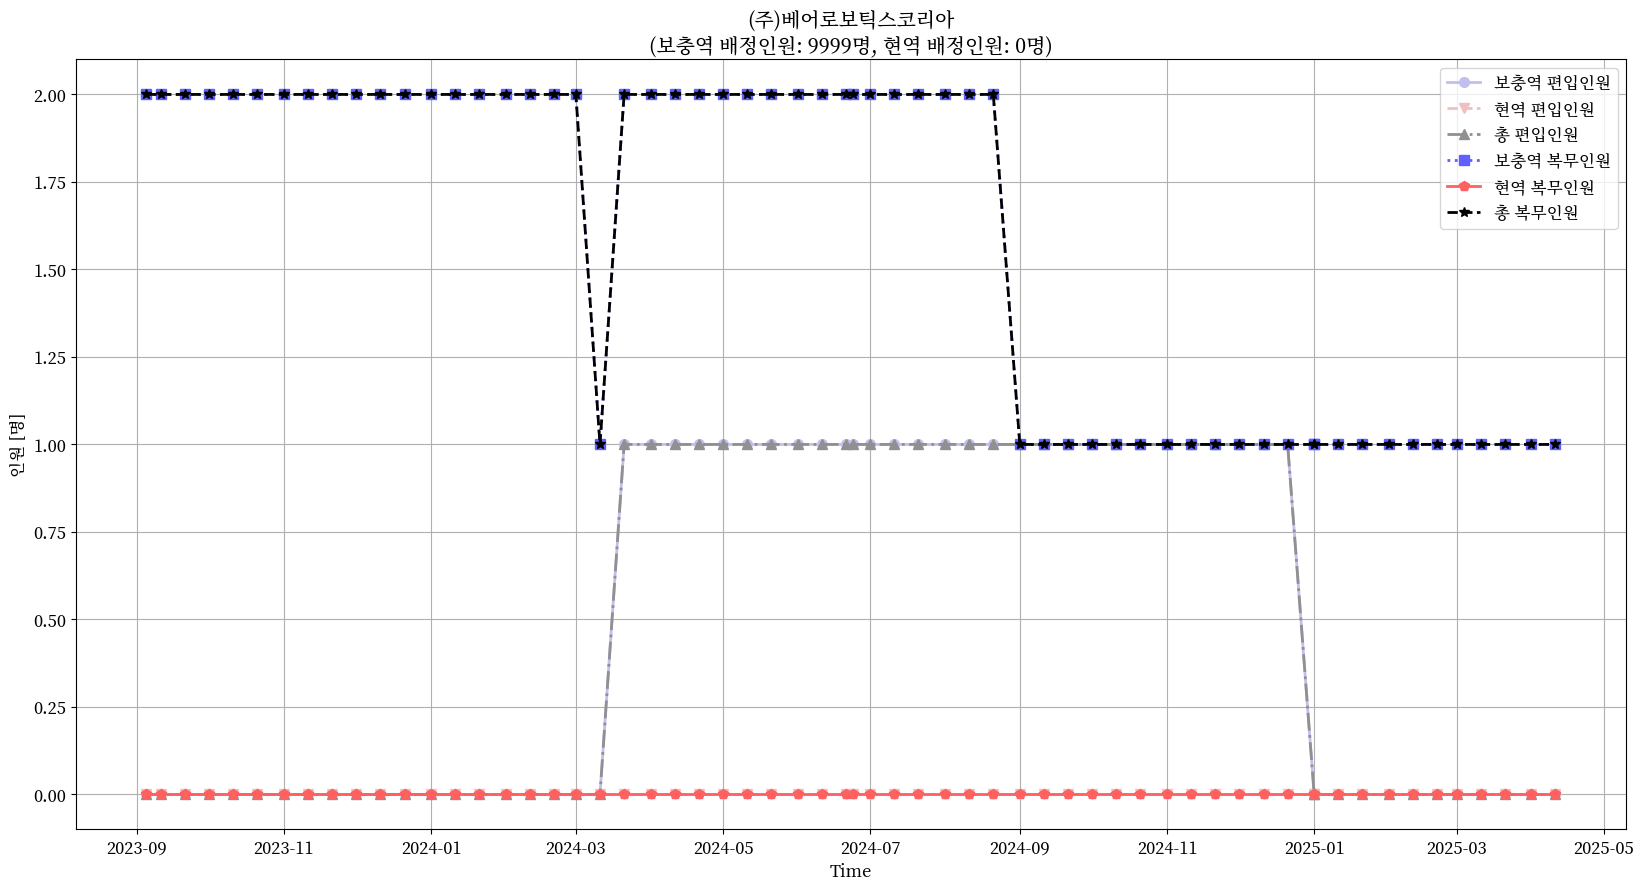 (주)베어로보틱스코리아
(보충역 배정인원: 9999명, 현역 배정인원: 0명)
보충역 편입인원
현역 편입인원
총 편입인원
보충역 복무인원
현역 복무인원
총 복무인원
인원 [명]
2.00
1.75
1.50
1.25
1.00
0.75
0.50
0.25
0.00
2023-09
2023-11
2024-01
2024-03
2024-05
2024-07
2024-09
2024-11
2025-01
2025-03
2025-05
Time